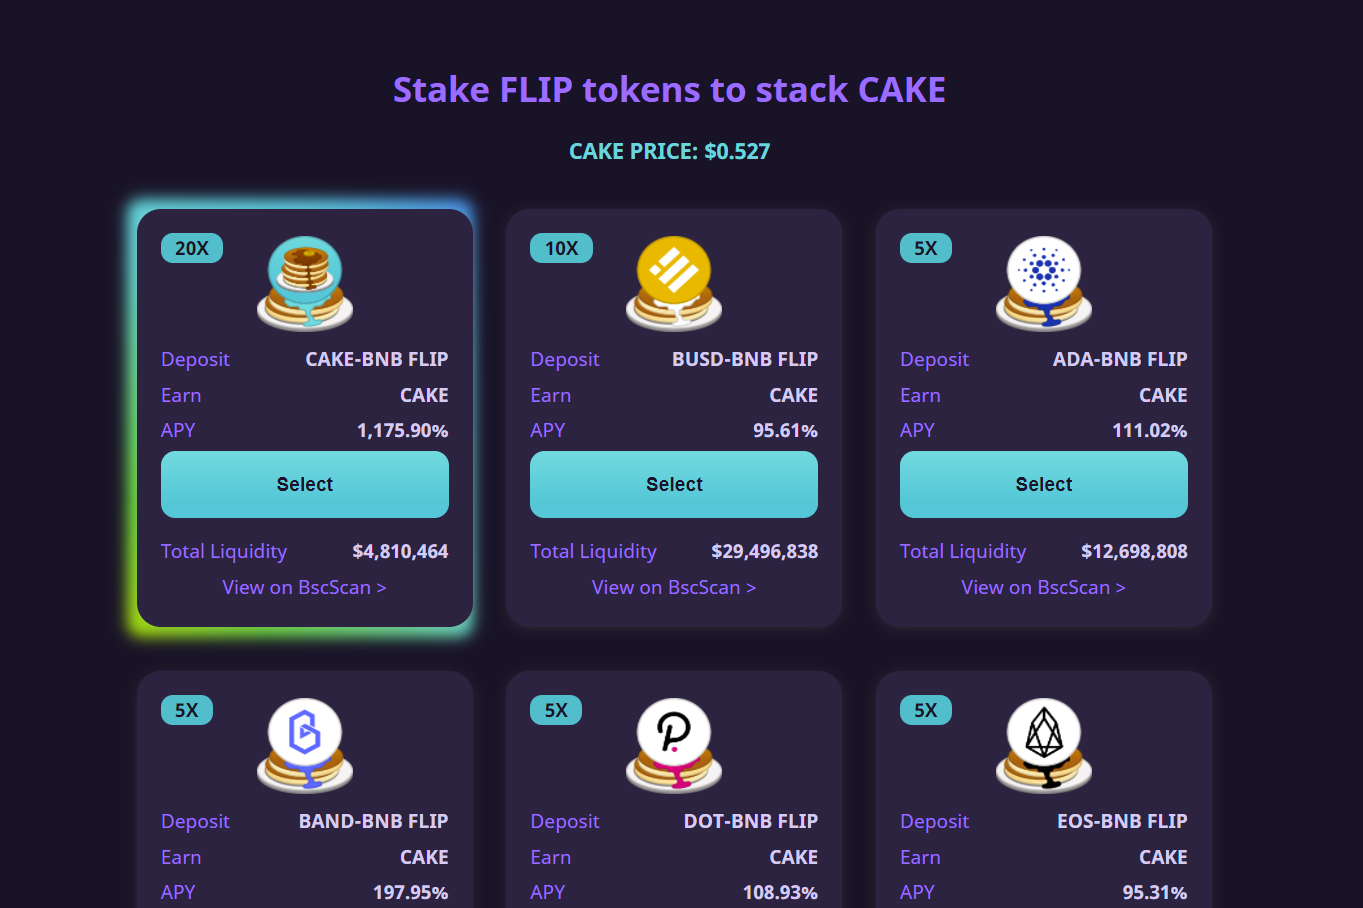 Stake FLIP tokens to stack CAKE
CAKE PRICE: $0.527
20X
Deposit CAKE-BNB FLIP
Earn CAKE
APY 1,175.90%
Select
Total Liquidity $4,810,464
View on BscScan >
10X
Deposit BUSD-BNB FLIP
Earn CAKE
APY 95.61%
Select
Total Liquidity $29,496,838
View on BscScan >
5X
Deposit ADA-BNB FLIP
Earn CAKE
APY 111.02%
Select
Total Liquidity $12,698,808
View on BscScan >
5X
Deposit BAND-BNB FLIP
Earn CAKE
APY 197.95%
5X
Deposit DOT-BNB FLIP
Earn CAKE
APY 108.93%
5X
Deposit EOS-BNB FLIP
Earn CAKE
APY 95.31%